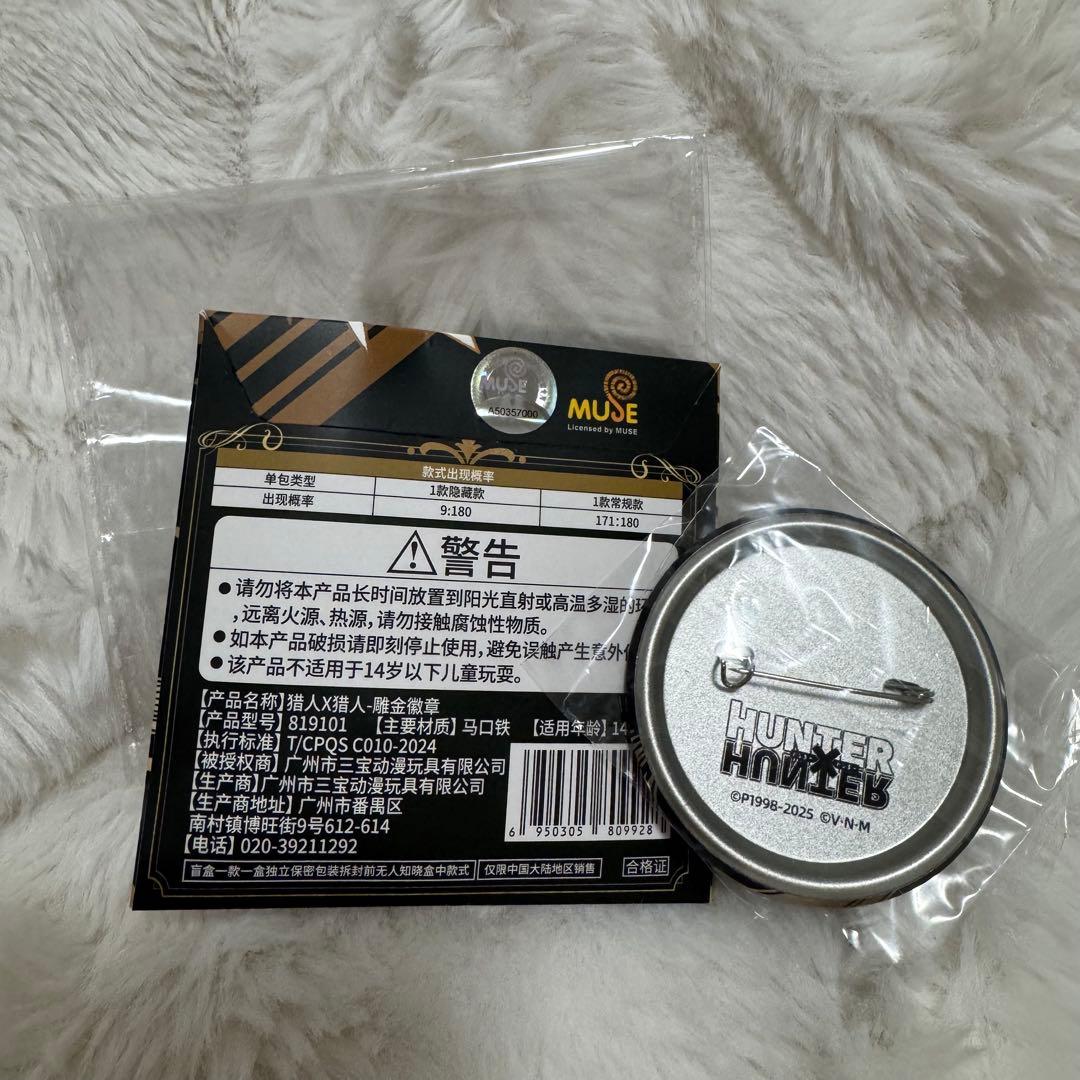 MUSE
A50357000
MUSE
Licensed by MUSE
款式出现概率
单包类型 1款隐藏款 1款常规款
出现概率 9:180 171:180
警告
●请勿将本产品长时间放置到阳光直射或高温多湿的环
,远离火源、热源,请勿接触腐蚀性物质。
●如本产品破损请即刻停止使用,避免误触产生意外
●该产品不适用于14岁以下儿童玩耍。
【产品名称】猎人X猎人-雕金徽章
【产品型号】819101 【主要材质】马口铁 【适用年龄】14
【执行标准】T/CPQS C010-2024
【被授权商】广州市三宝动漫玩具有限公司
【生产商】广州市三宝动漫玩具有限公司
【生产商地址】广州市番禺区
南村镇博旺街9号612-614
【电话】020-39211292
6 950305 809928
盲盒一款一盒独立保密包装拆封前无人知晓盒中款式 仅限中国大陆地区销售 合格证
HUNTER
×
HUNTER
©P1998-2025 ©V·N·M